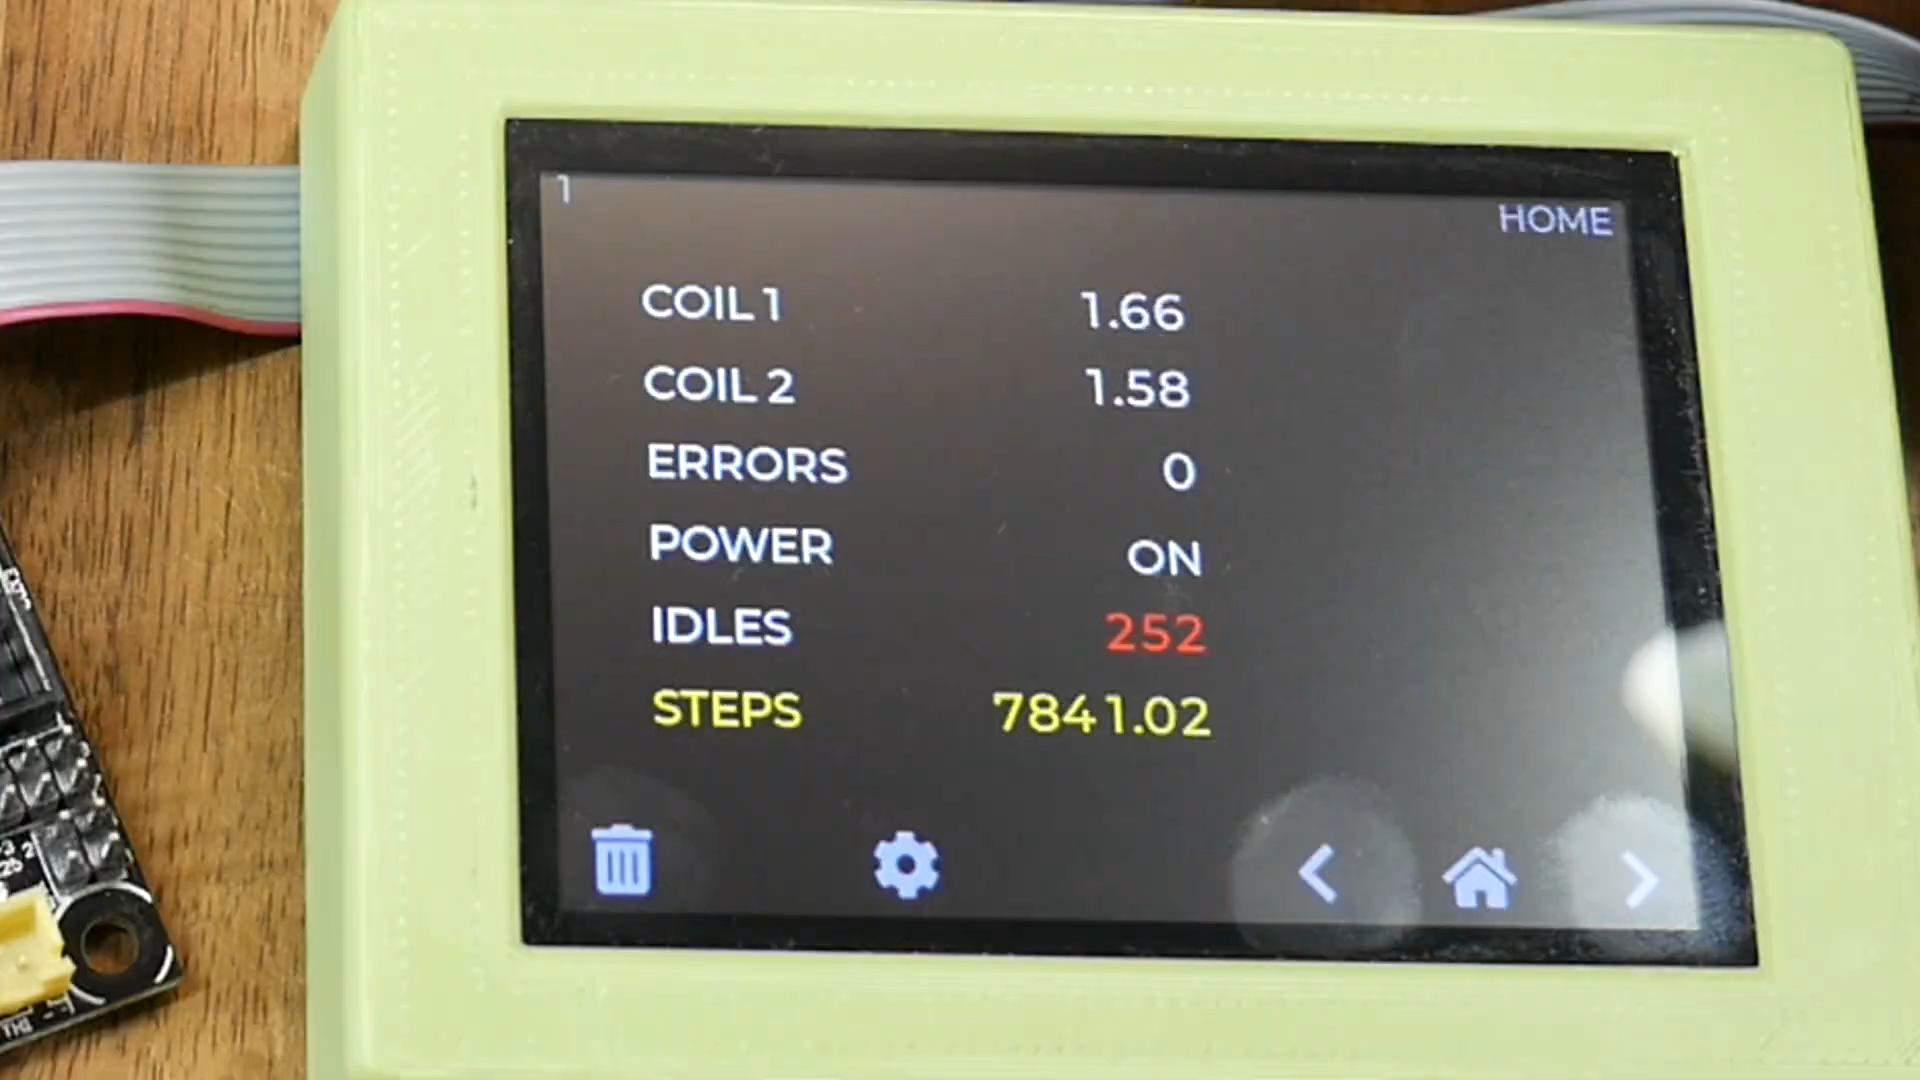 1
HOME
COIL 1 1.66
COIL 2 1.58
ERRORS 0
POWER ON
IDLES 252
STEPS 7841.02